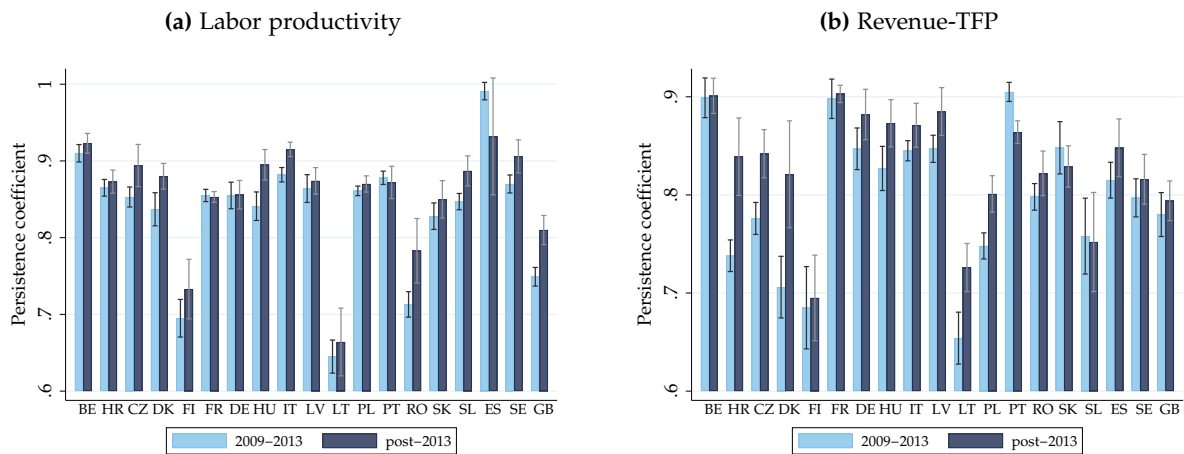 (a) Labor productivity
Persistence coefficient
1
.9
.8
.7
.6
BE HR CZ DK FI FR DE HU IT LV LT PL PT RO SK SL ES SE GB
2009–2013 post–2013
(b) Revenue-TFP
Persistence coefficient
.9
.8
.7
.6
BE HR CZ DK FI FR DE HU IT LV LT PL PT RO SK SL ES SE GB
2009–2013 post–2013